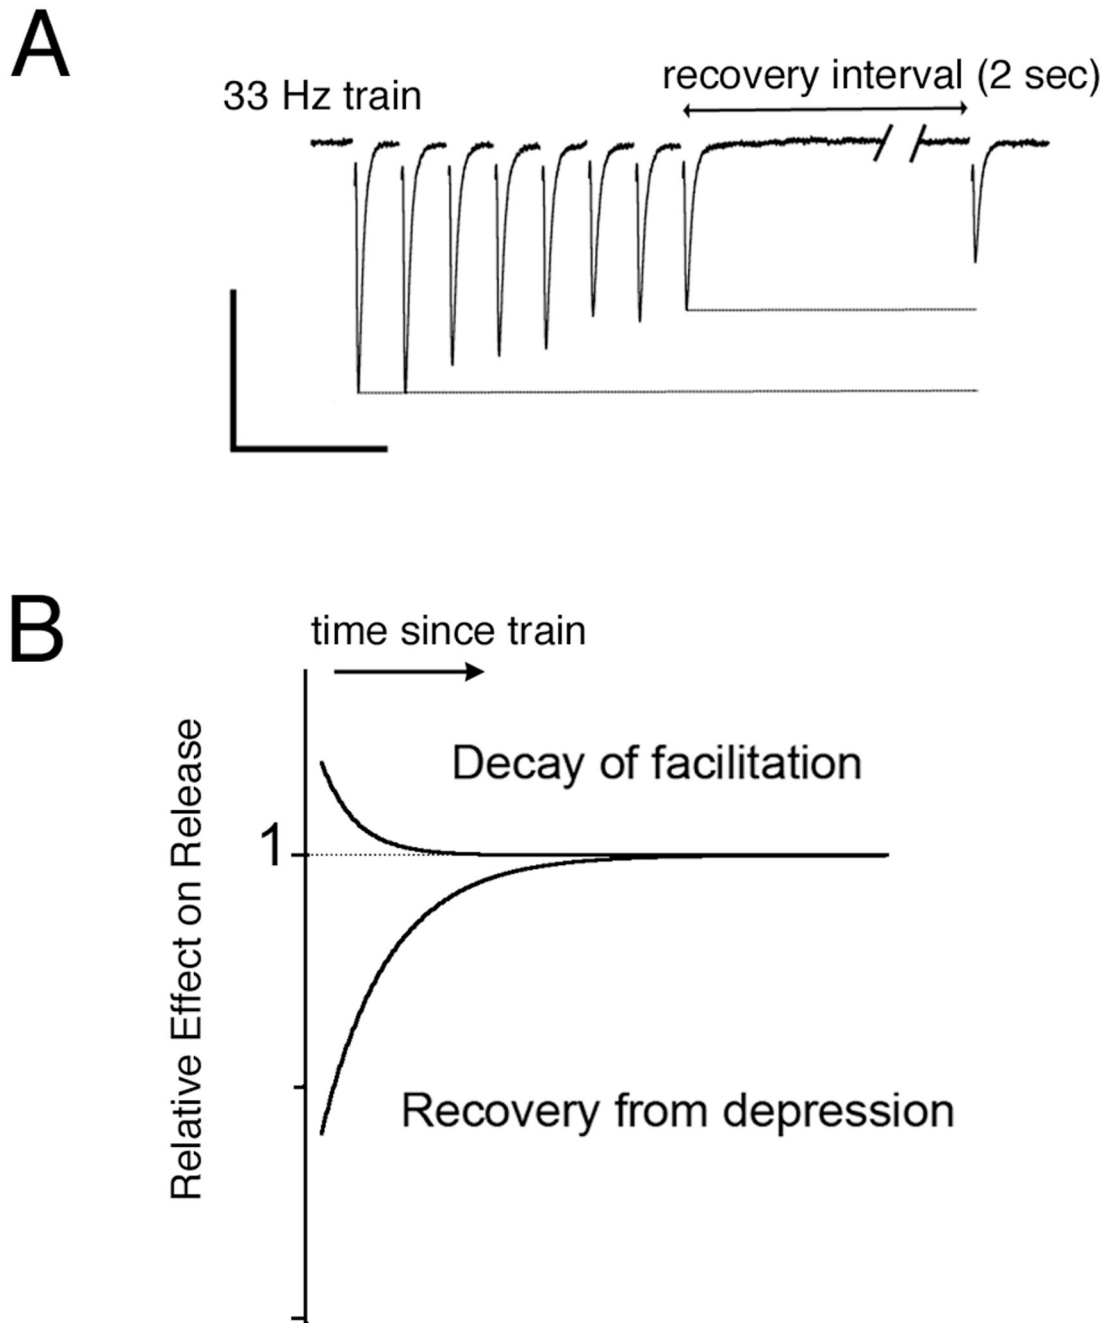 A
33 Hz train
recovery interval (2 sec)
B
time since train
Decay of facilitation
1
Relative Effect on Release
Recovery from depression